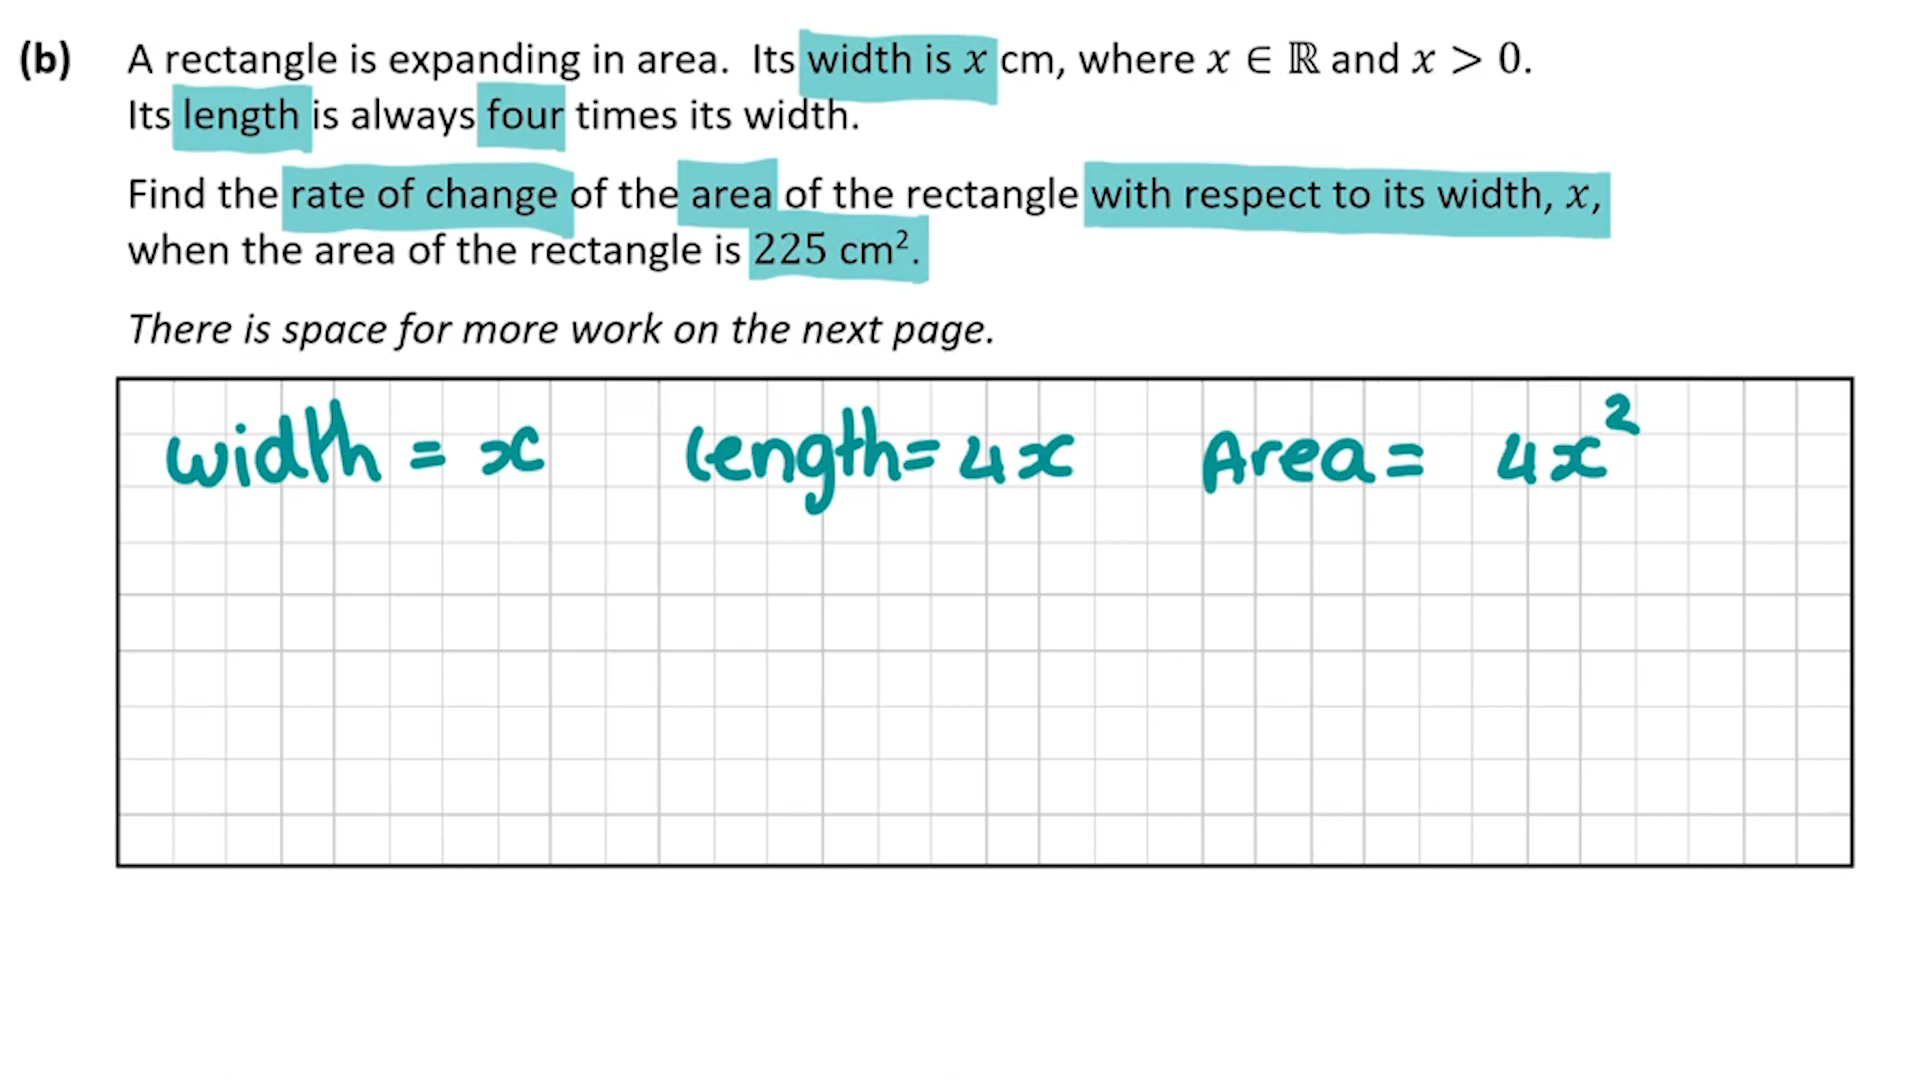 (b) A rectangle is expanding in area. Its width is x cm, where x ∈ ℝ and x > 0.
Its length is always four times its width.
Find the rate of change of the area of the rectangle with respect to its width, x,
when the area of the rectangle is 225 cm².
There is space for more work on the next page.
width = x length= 4x Area= 4x²